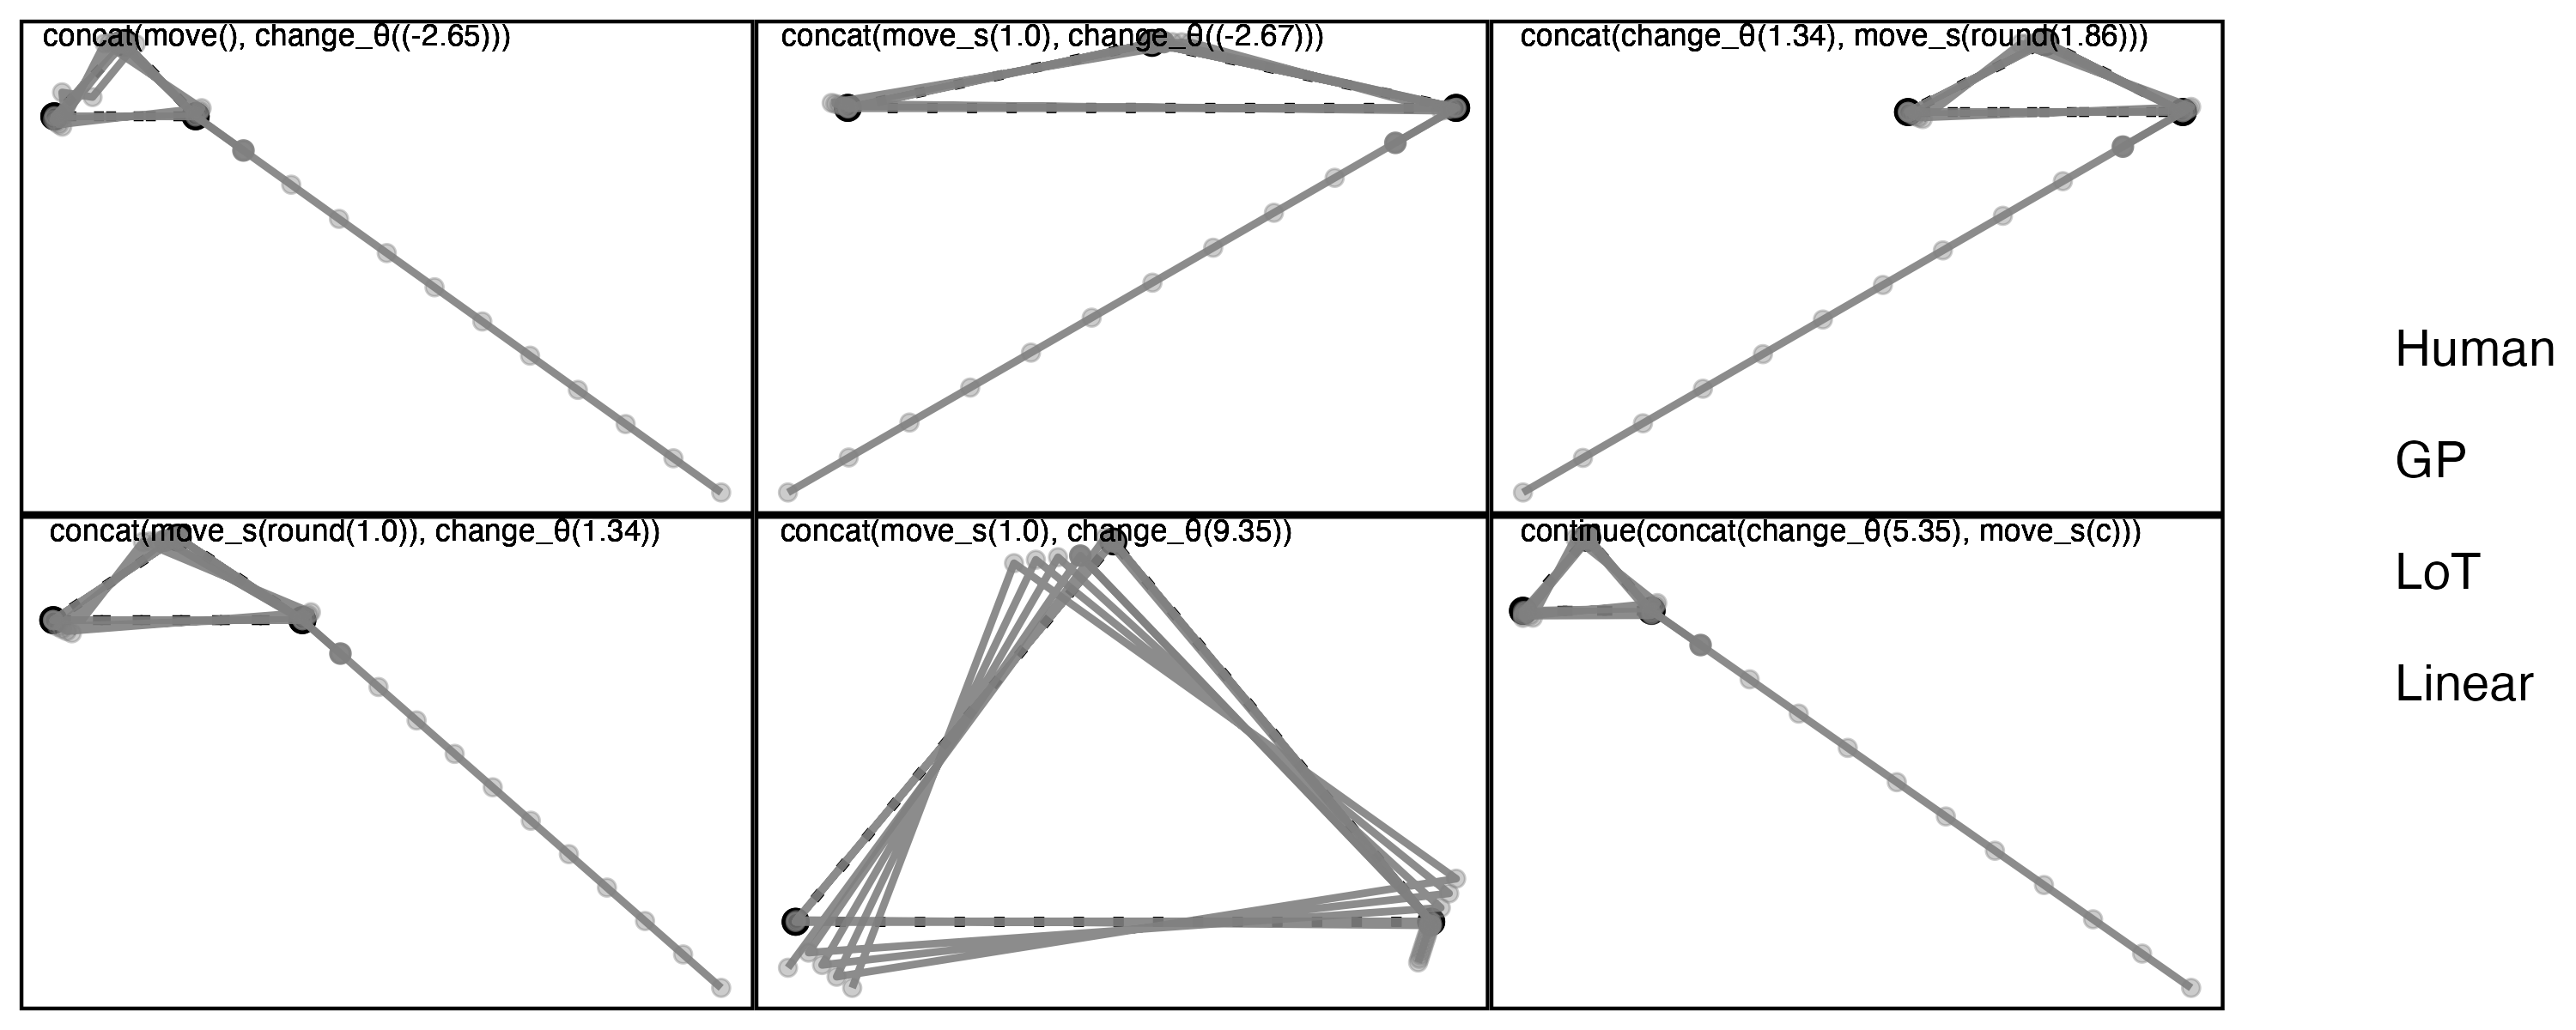 concat(move(), change_θ((-2.65)))
concat(move_s(1.0), change_θ((-2.67)))
concat(change_θ(1.34), move_s(round(1.86)))
concat(move_s(round(1.0)), change_θ(1.34))
concat(move_s(1.0), change_θ(9.35))
continue(concat(change_θ(5.35), move_s(c)))
Human
GP
LoT
Linear